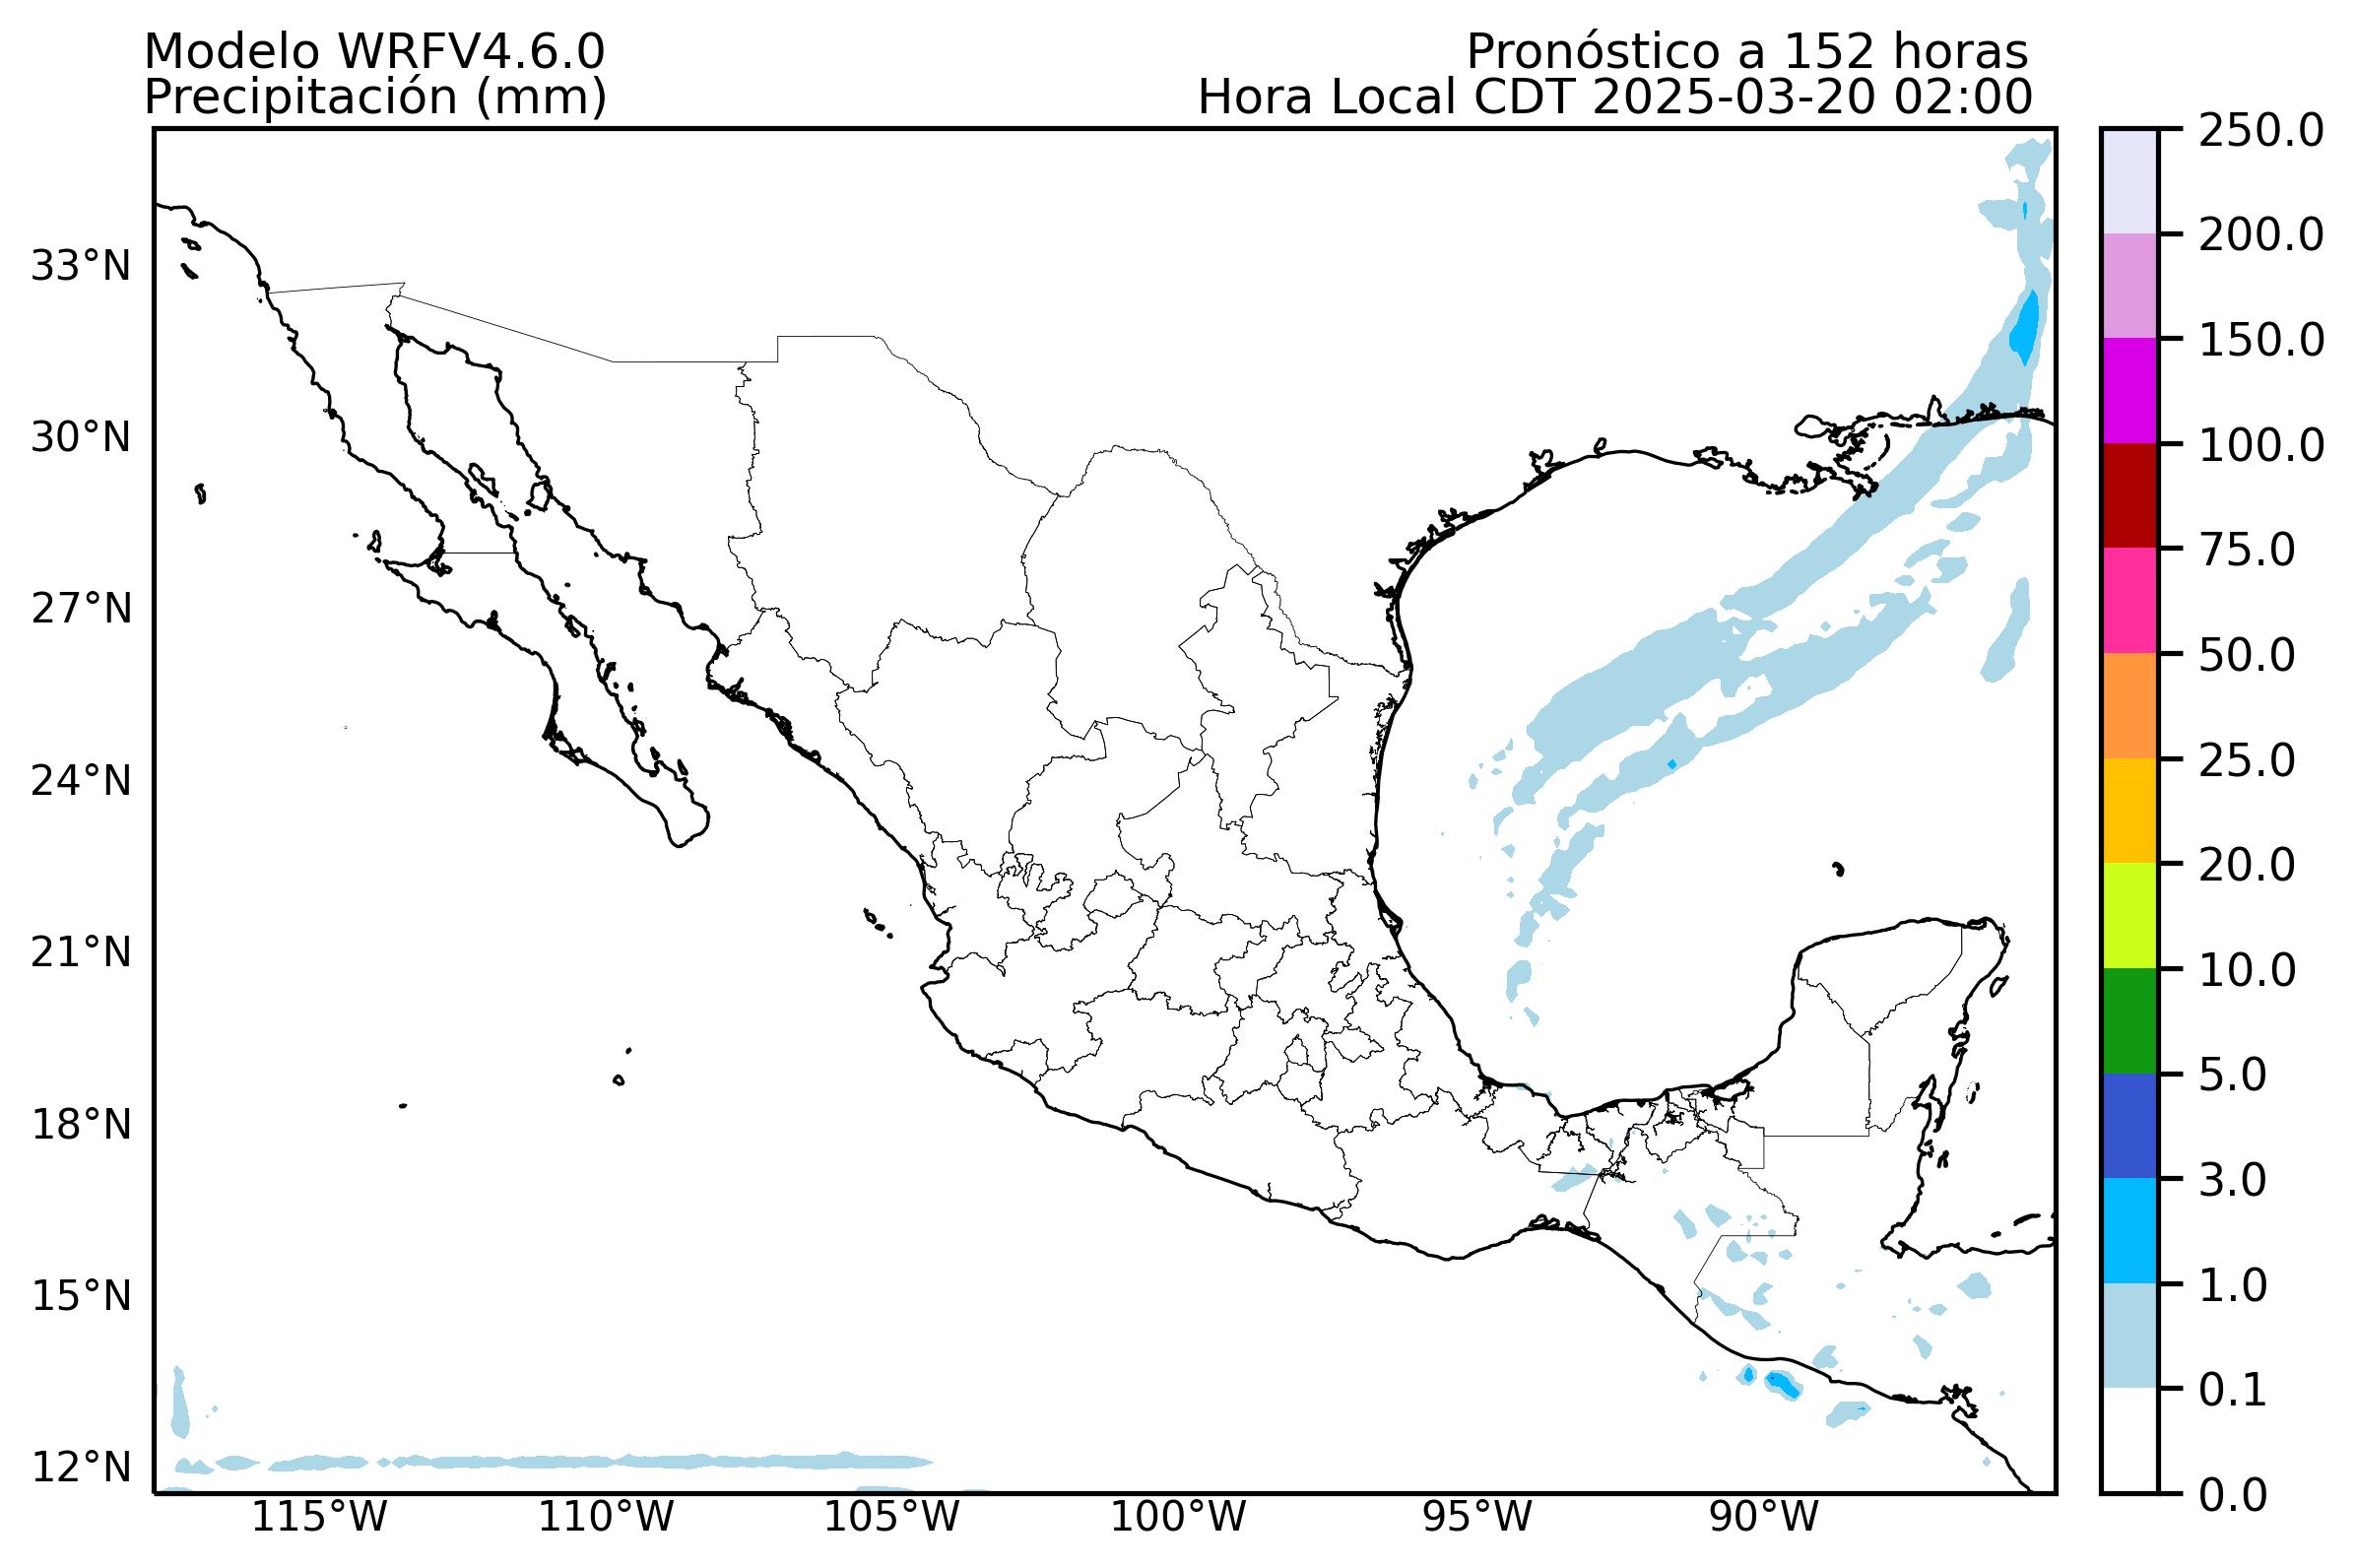 Modelo WRFV4.6.0
Precipitación (mm)
Pronóstico a 152 horas
Hora Local CDT 2025-03-20 02:00
33°N
30°N
27°N
24°N
21°N
18°N
15°N
12°N
115°W
110°W
105°W
100°W
95°W
90°W
250.0
200.0
150.0
100.0
75.0
50.0
25.0
20.0
10.0
5.0
3.0
1.0
0.1
0.0